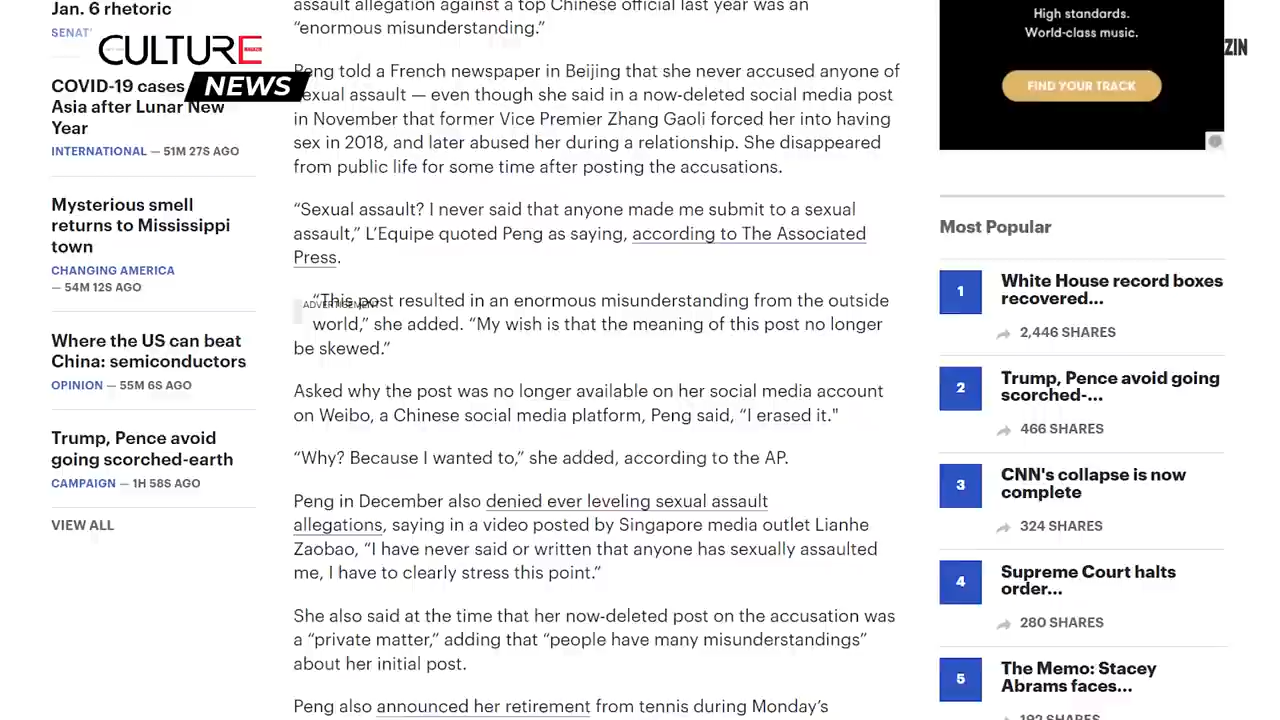 Jan. 6 rhetoric
CULTURE
NEWS
COVID-19 cases
Asia after Lunar New
Year
INTERNATIONAL — 51M 27S AGO
Mysterious smell
returns to Mississippi
town
CHANGING AMERICA
— 54M 12S AGO
Where the US can beat
China: semiconductors
OPINION — 55M 6S AGO
Trump, Pence avoid
going scorched-earth
CAMPAIGN — 1H 58S AGO
VIEW ALL
assault allegation against a top Chinese official last year was an
“enormous misunderstanding.”
Peng told a French newspaper in Beijing that she never accused anyone of
sexual assault — even though she said in a now-deleted social media post
in November that former Vice Premier Zhang Gaoli forced her into having
sex in 2018, and later abused her during a relationship. She disappeared
from public life for some time after posting the accusations.
“Sexual assault? I never said that anyone made me submit to a sexual
assault,” L’Equipe quoted Peng as saying, according to The Associated
Press.
ADVERTISEMENT
“This post resulted in an enormous misunderstanding from the outside
world,” she added. “My wish is that the meaning of this post no longer
be skewed.”
Asked why the post was no longer available on her social media account
on Weibo, a Chinese social media platform, Peng said, “I erased it."
“Why? Because I wanted to,” she added, according to the AP.
Peng in December also denied ever leveling sexual assault
allegations, saying in a video posted by Singapore media outlet Lianhe
Zaobao, “I have never said or written that anyone has sexually assaulted
me, I have to clearly stress this point.”
She also said at the time that her now-deleted post on the accusation was
a “private matter,” adding that “people have many misunderstandings”
about her initial post.
Peng also announced her retirement from tennis during Monday’s
High standards.
World-class music.
FIND YOUR TRACK
ZIN
Most Popular
1
White House record boxes
recovered...
2,446 SHARES
2
Trump, Pence avoid going
scorched-...
466 SHARES
3
CNN's collapse is now
complete
324 SHARES
4
Supreme Court halts
order...
280 SHARES
5
The Memo: Stacey
Abrams faces...
192 SHARES